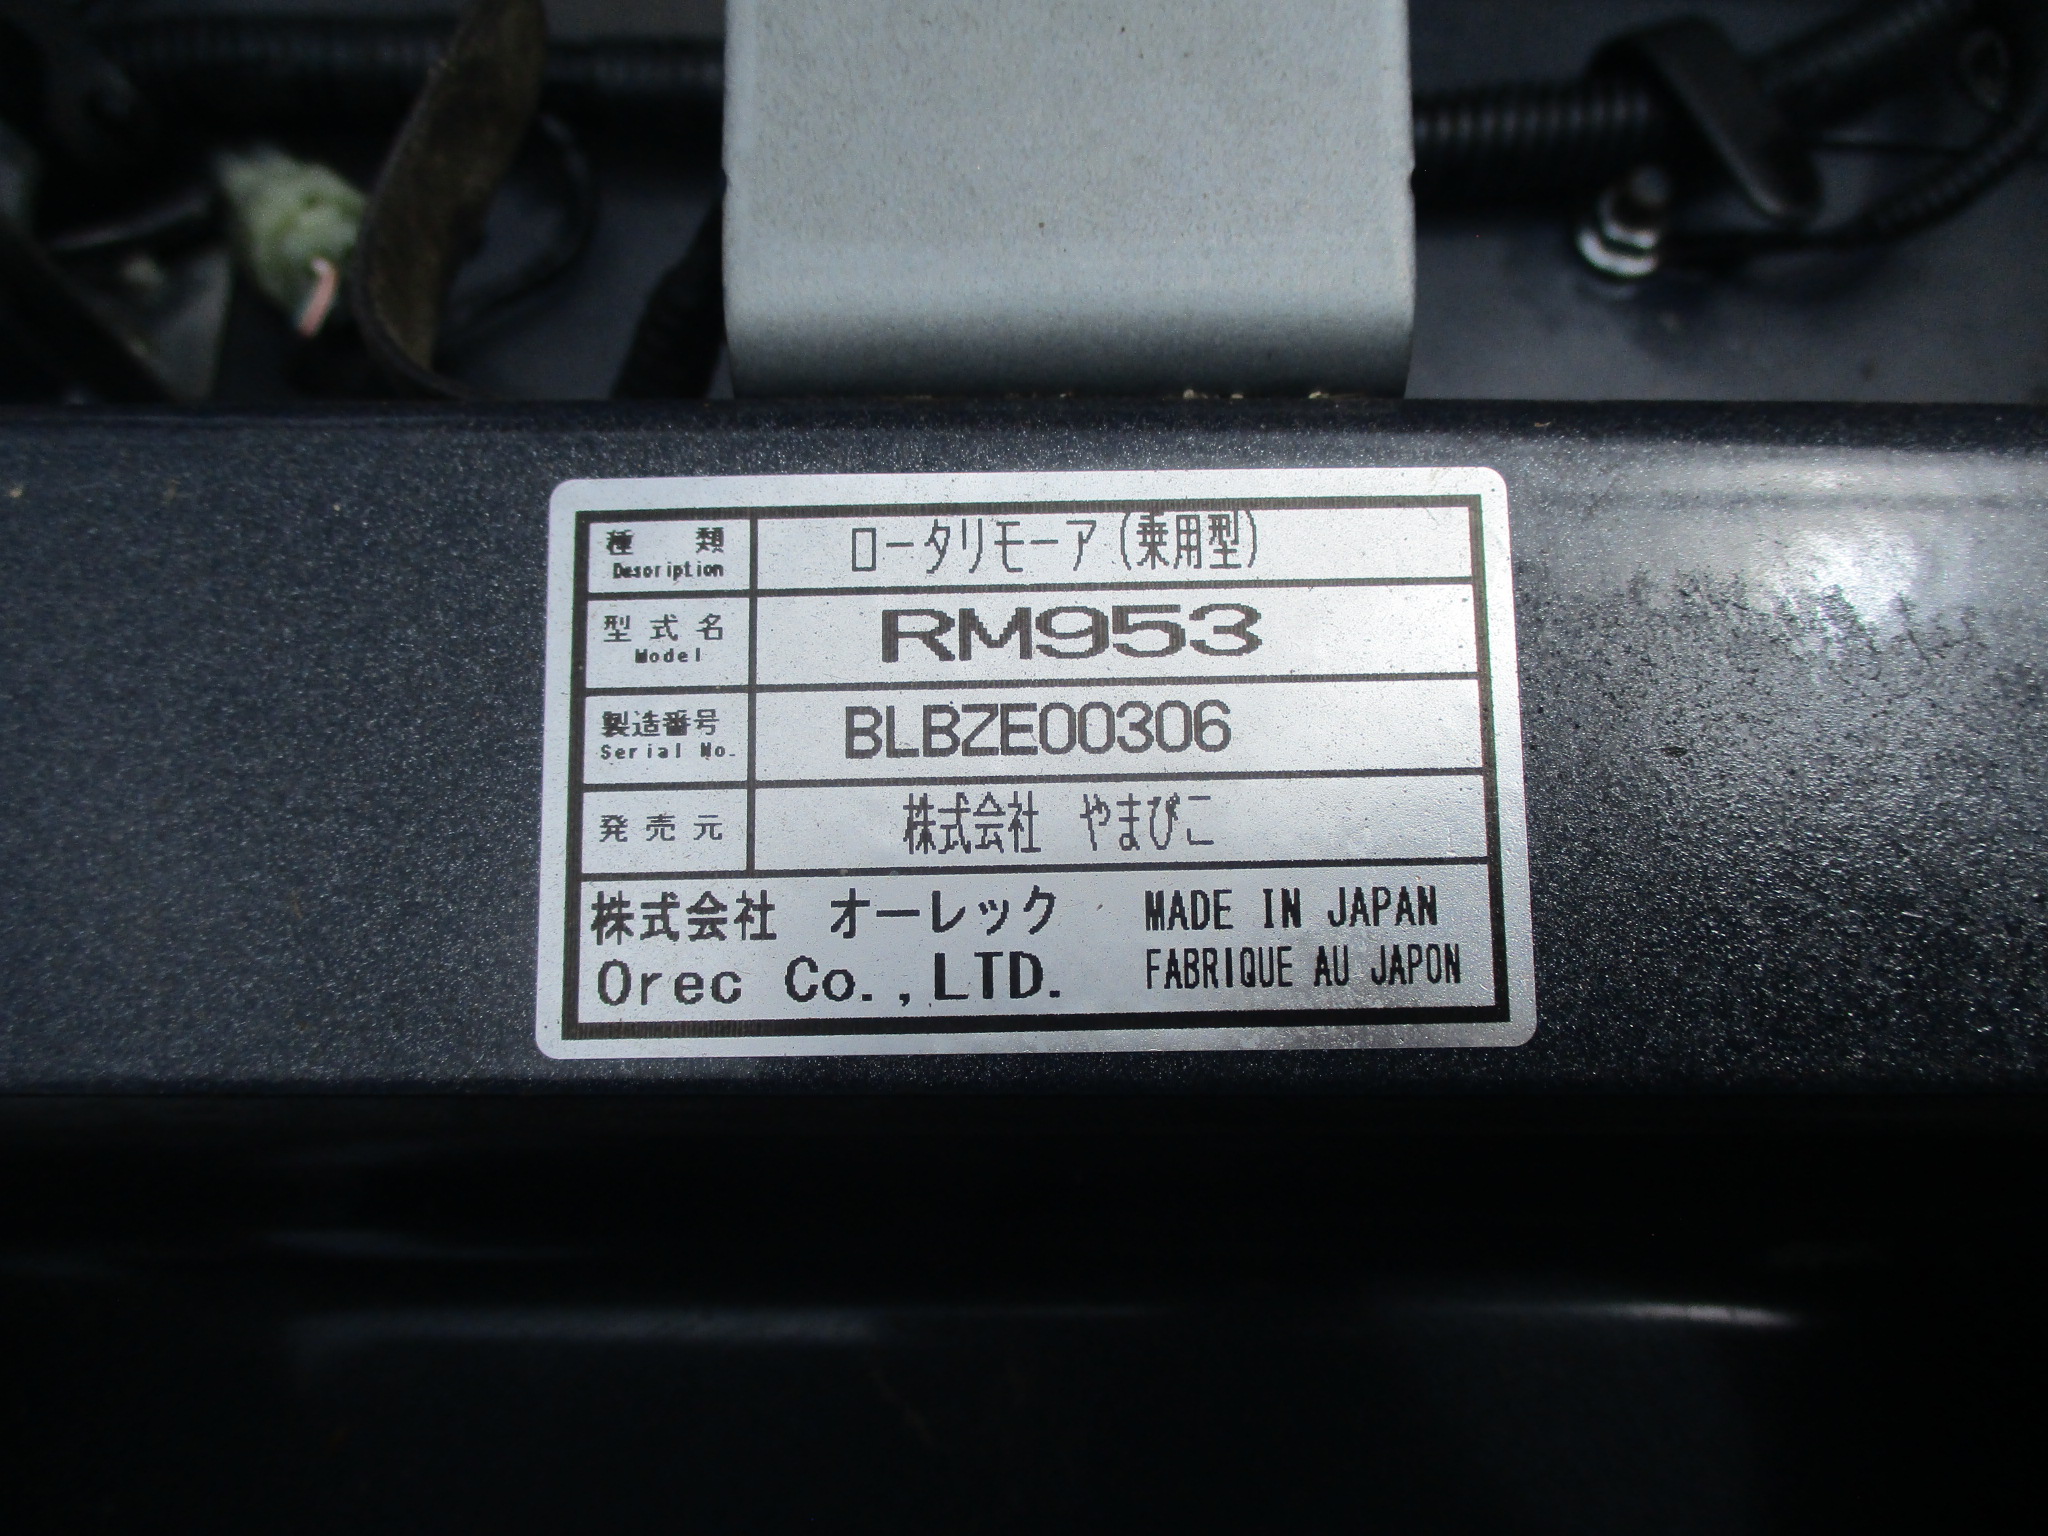 種 類 ロータリモーア(乗用型)
Description
型式名 RM953
Model
製造番号 BLBZE00306
Serial No.
発売元 株式会社 やまびこ
株式会社 オーレック MADE IN JAPAN
Orec Co.,LTD. FABRIQUE AU JAPON